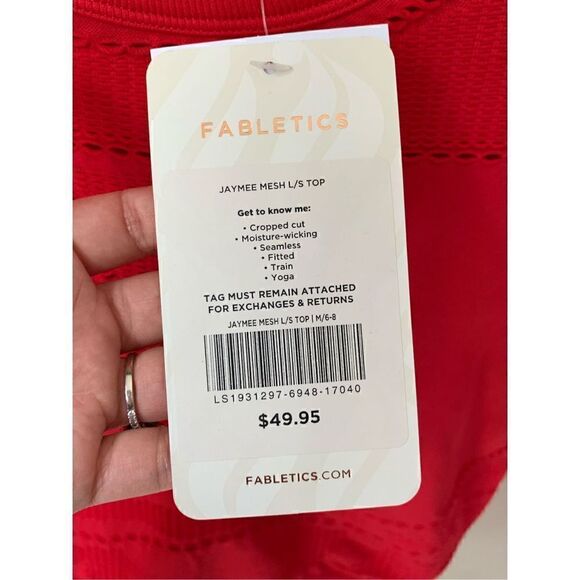 FABLETICS
JAYMEE MESH L/S TOP
Get to know me:
• Cropped cut
• Moisture-wicking
• Seamless
• Fitted
• Train
• Yoga
TAG MUST REMAIN ATTACHED
FOR EXCHANGES & RETURNS
JAYMEE MESH L/S TOP | M/6-8
LS1931297-6948-17040
$49.95
FABLETICS.COM